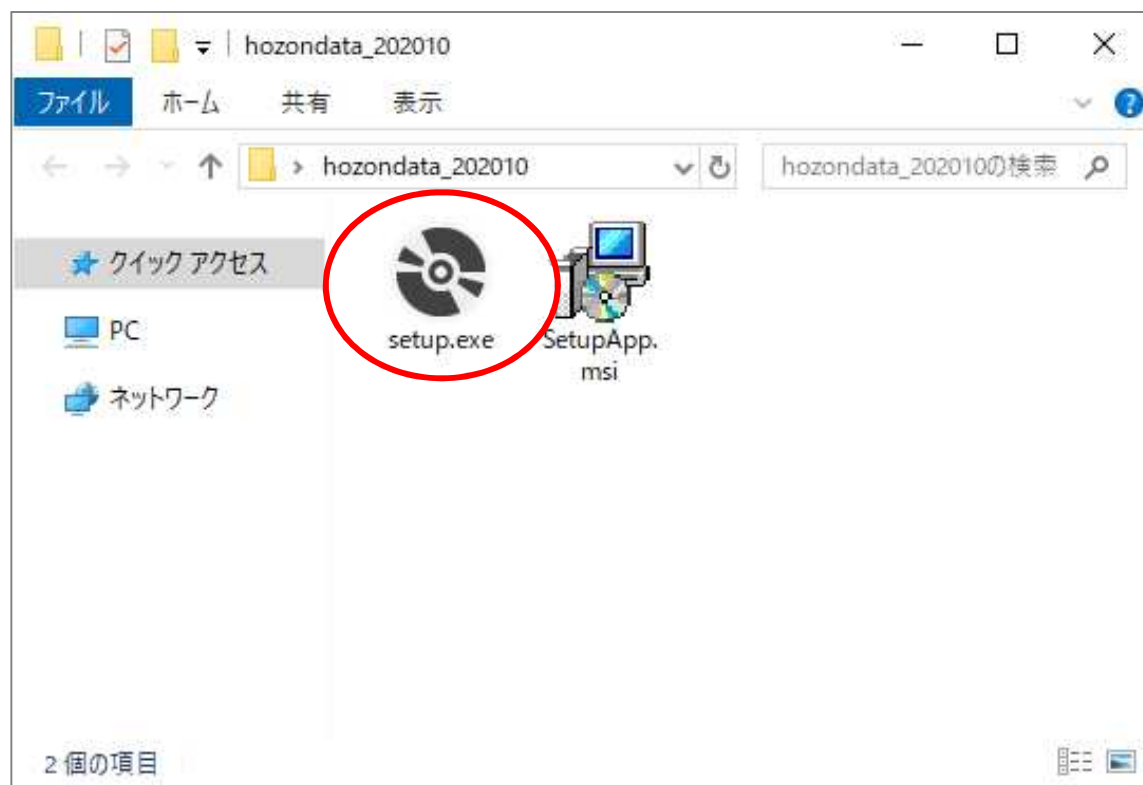 hozondata_202010
ファイル ホーム 共有 表示
hozondata_202010 hozondata_202010の検索
クイック アクセス
PC
ネットワーク
setup.exe
SetupApp.
msi
2 個の項目